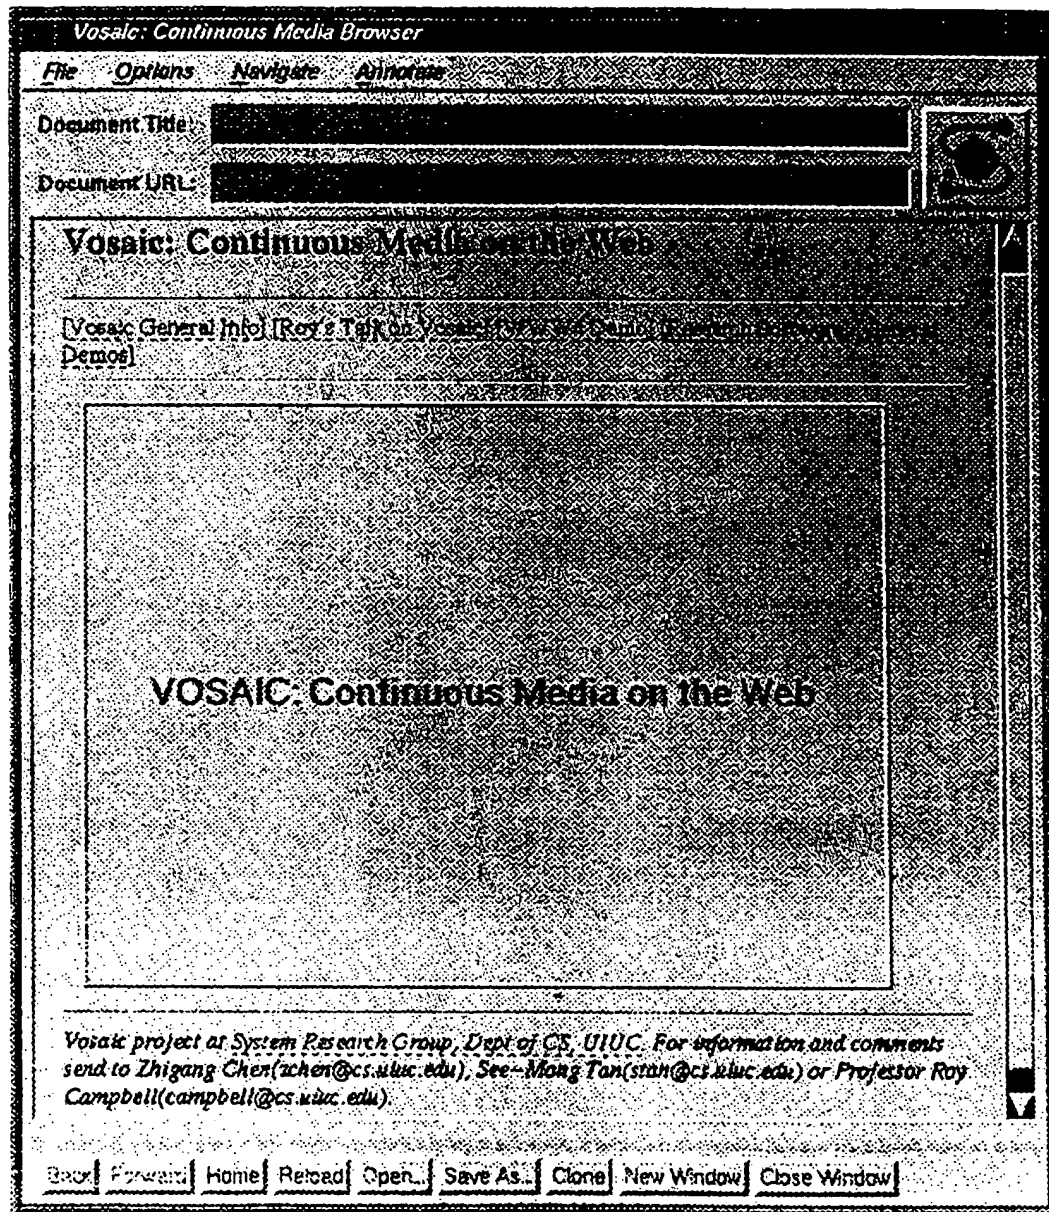 Vosaic: Continuous Media Browser
File Options Navigate Annotate
Document Title:
Document URL:
Vosaic: Continuous Media on the Web
[Vosaic General Info] [Roy's Talk on Vosaic] Demo]
Demos]
VOSAIC: Continuous Media on the Web
Vosaic project at System Research Group, Dept of CS, UIUC. For information and comments
send to Zhigang Chen(zchen@cs.uiuc.edu), See-Mong Tan(stan@cs.uiuc.edu) or Professor Roy
Campbell(campbell@cs.uiuc.edu).
Back Forward Home Reload Open... Save As... Clone New Window Close Window